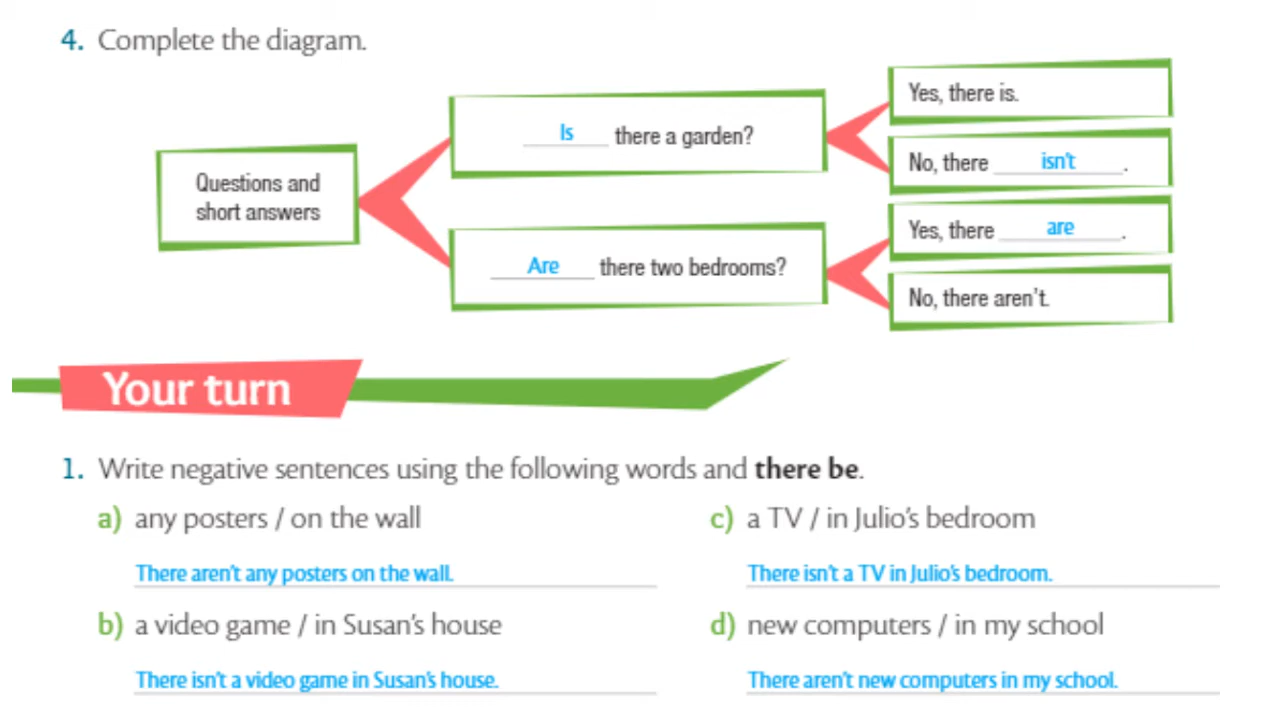 4. Complete the diagram.
Questions and
short answers
Is there a garden?
Yes, there is.
No, there isn't.
Are there two bedrooms?
Yes, there are.
No, there aren't.
Your turn
1. Write negative sentences using the following words and there be.
a) any posters / on the wall
There aren't any posters on the wall.
b) a video game / in Susan's house
There isn't a video game in Susan's house.
c) a TV / in Julio's bedroom
There isn't a TV in Julio's bedroom.
d) new computers / in my school
There aren't new computers in my school.